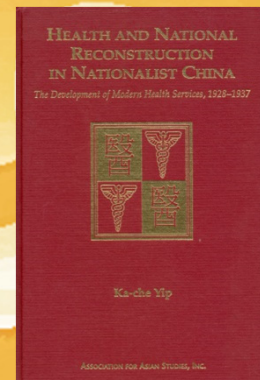 HEALTH AND NATIONAL
RECONSTRUCTION
IN NATIONALIST CHINA
The Development of Modern Health Services, 1928–1937
醫
醫
Ka-che Yip
ASSOCIATION FOR ASIAN STUDIES, INC.